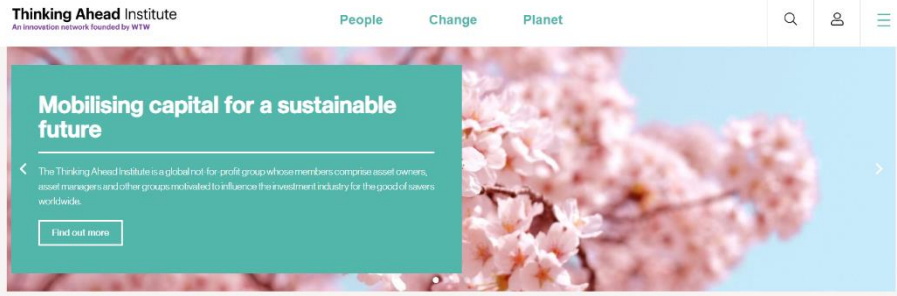 Thinking Ahead Institute
An innovation network founded by WTW
People
Change
Planet
Mobilising capital for a sustainable
future
The Thinking Ahead Institute is a global not-for-profit group whose members comprise asset owners,
asset managers and other groups motivated to influence the investment industry for the good of savers
worldwide.
Find out more